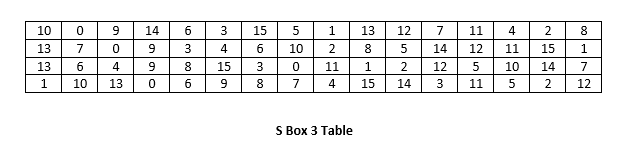 10 0 9 14 6 3 15 5 1 13 12 7 11 4 2 8
13 7 0 9 3 4 6 10 2 8 5 14 12 11 15 1
13 6 4 9 8 15 3 0 11 1 2 12 5 10 14 7
1 10 13 0 6 9 8 7 4 15 14 3 11 5 2 12
S Box 3 Table